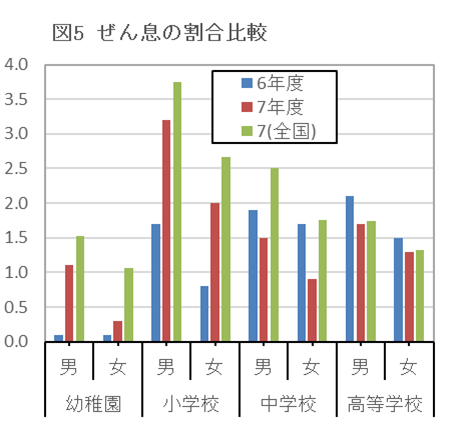 図5 ぜん息の割合比較
4.0
3.5
3.0
2.5
2.0
1.5
1.0
0.5
0.0
6年度
7年度
7(全国)
男 女 男 女 男 女 男 女
幼稚園 小学校 中学校 高等学校